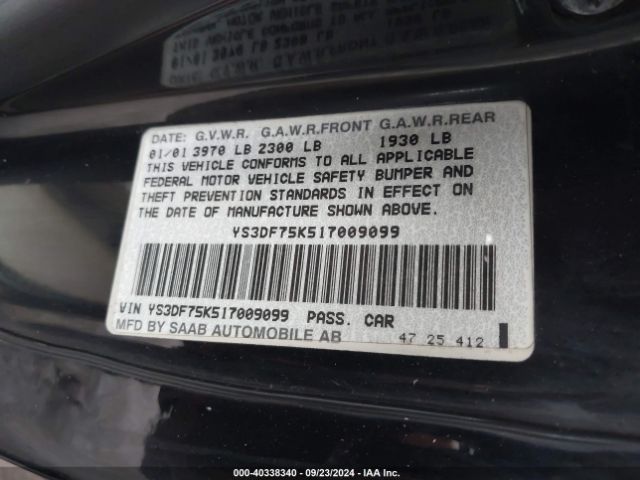 DATE: G.V.W.R. G.A.W.R.FRONT G.A.W.R.REAR
01/01 3970 LB 2300 LB 1930 LB
THIS VEHICLE CONFORMS TO ALL APPLICABLE
FEDERAL MOTOR VEHICLE SAFETY BUMPER AND
THEFT PREVENTION STANDARDS IN EFFECT ON
THE DATE OF MANUFACTURE SHOWN ABOVE.
YS3DF75K517009099
VIN YS3DF75K517009099 PASS. CAR
MFD BY SAAB AUTOMOBILE AB 47 25 412
US-40338340 - 09/23/2024 - IAA Inc.